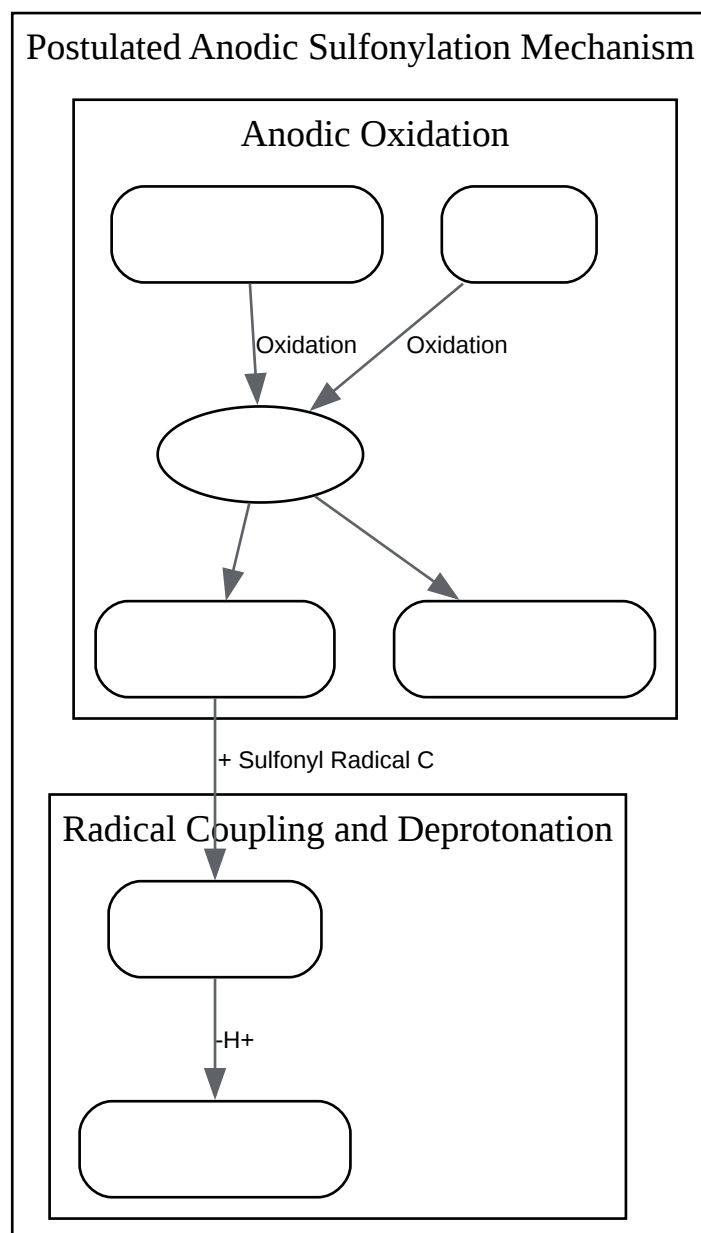 Postulated Anodic Sulfonylation Mechanism
Anodic Oxidation
Oxidation
Oxidation
+ Sulfonyl Radical C
Radical Coupling and Deprotonation
-H+